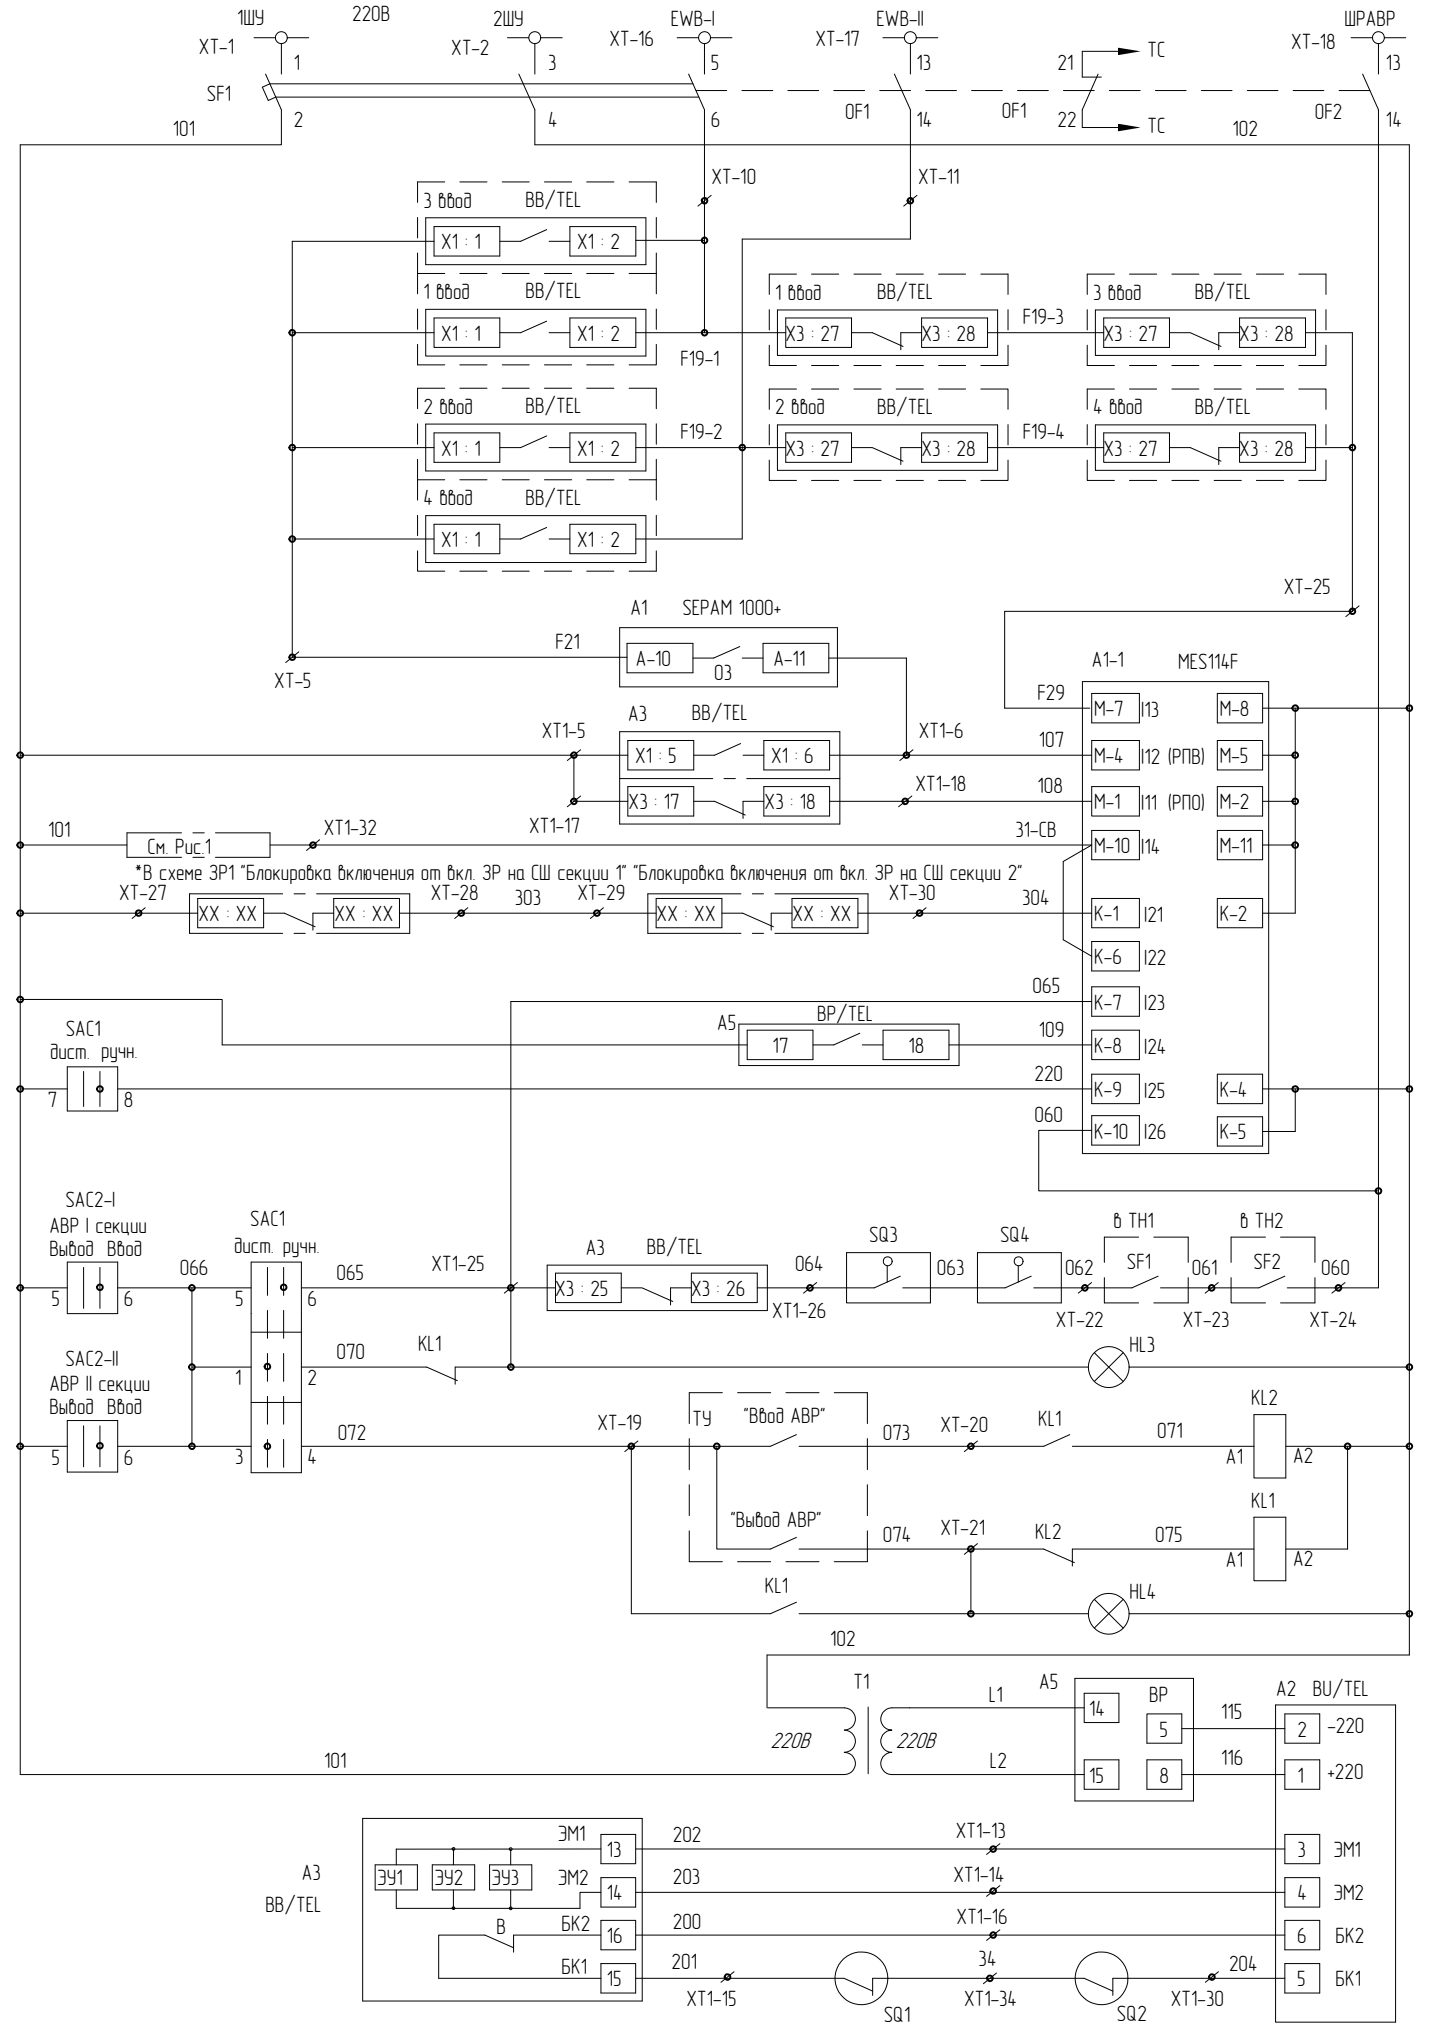 1ШУ 220В 2ШУ EWB-I EWB-II ШРАВР
XT-1 XT-2 XT-16 XT-17 XT-18
1 3 5 13 21 TC 13
SF1
2 4 6 OF1 14 OF1 22 TC OF2 14
101 102
XT-10 XT-11
3 ввод BB/TEL
X1 : 1 X1 : 2
1 ввод BB/TEL 1 ввод BB/TEL 3 ввод BB/TEL
X1 : 1 X1 : 2 F19-1 X3 : 27 X3 : 28 F19-3 X3 : 27 X3 : 28
2 ввод BB/TEL 2 ввод BB/TEL 4 ввод BB/TEL
X1 : 1 X1 : 2 F19-2 X3 : 27 X3 : 28 F19-4 X3 : 27 X3 : 28
4 ввод BB/TEL
X1 : 1 X1 : 2
XT-25
A1 SEPAM 1000+
F21 A-10 03 A-11
XT-5
A1-1 MES114F
F29 M-7 I13 M-8
A3 BB/TEL
XT1-5 X1 : 5 X1 : 6 XT1-6 107 M-4 I12 (РПВ) M-5
XT1-17 X3 : 17 X3 : 18 XT1-18 108 M-1 I11 (РПО) M-2
101 См. Рис.1 XT1-32 31-СВ M-10 I14 M-11
*В схеме ЗР1 "Блокировка включения от вкл. ЗР на СШ секции 1" "Блокировка включения от вкл. ЗР на СШ секции 2"
XT-27 XX : XX XX : XX XT-28 303 XT-29 XX : XX XX : XX XT-30 304 K-1 I21 K-2
K-6 I22
065 K-7 I23
A5 BP/TEL
17 18 109 K-8 I24
SAC1
дист. ручн.
7 8 220 K-9 I25 K-4
060 K-10 I26 K-5
SAC2-I
АВР I секции
Вывод Ввод
5 6 066
SAC1
дист. ручн.
5 6 065 XT1-25
A3 BB/TEL
X3 : 25 X3 : 26 064 XT1-26
SQ3 063 SQ4 062 XT-22
в ТН1 SF1 061 XT-23
в ТН2 SF2 060 XT-24
1 2 070 KL1 HL3
SAC2-II
АВР II секции
Вывод Ввод
5 6 3 4 072 XT-19
ТУ "Ввод АВР" 073 XT-20 KL1 071 KL2 A1 A2
"Вывод АВР" 074 XT-21 KL2 075 KL1 A1 A2
KL1 HL4
102
T1 220В 220В
101
L1 A5 14 BP 5 115 A2 BU/TEL 2 -220
L2 15 8 116 1 +220
A3
BB/TEL
ЭУ1 ЭУ2 ЭУ3
ЭМ1 13 202 XT1-13 3 ЭМ1
ЭМ2 14 203 XT1-14 4 ЭМ2
В БК2 16 200 XT1-16 6 БК2
БК1 15 201 XT1-15 SQ1 34 XT1-34 SQ2 XT1-30 204 5 БК1